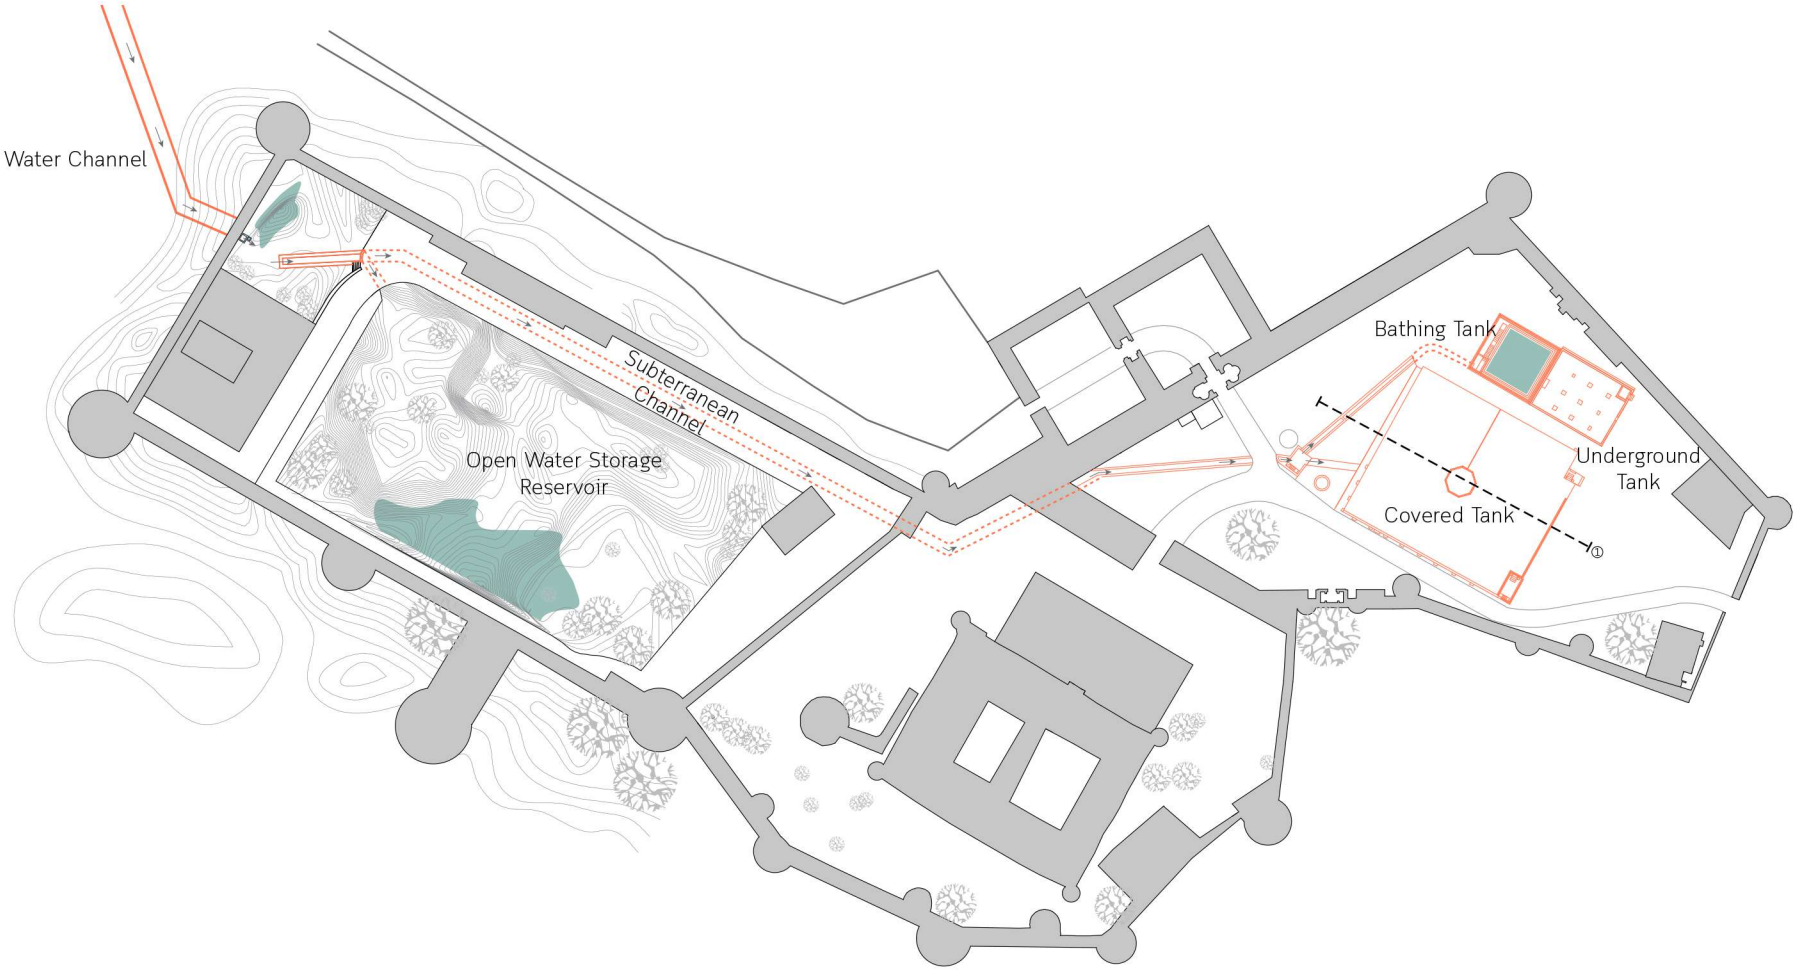 Water Channel
Bathing Tank
Subterranean
Channel
Open Water Storage
Reservoir
Underground
Tank
Covered Tank
①